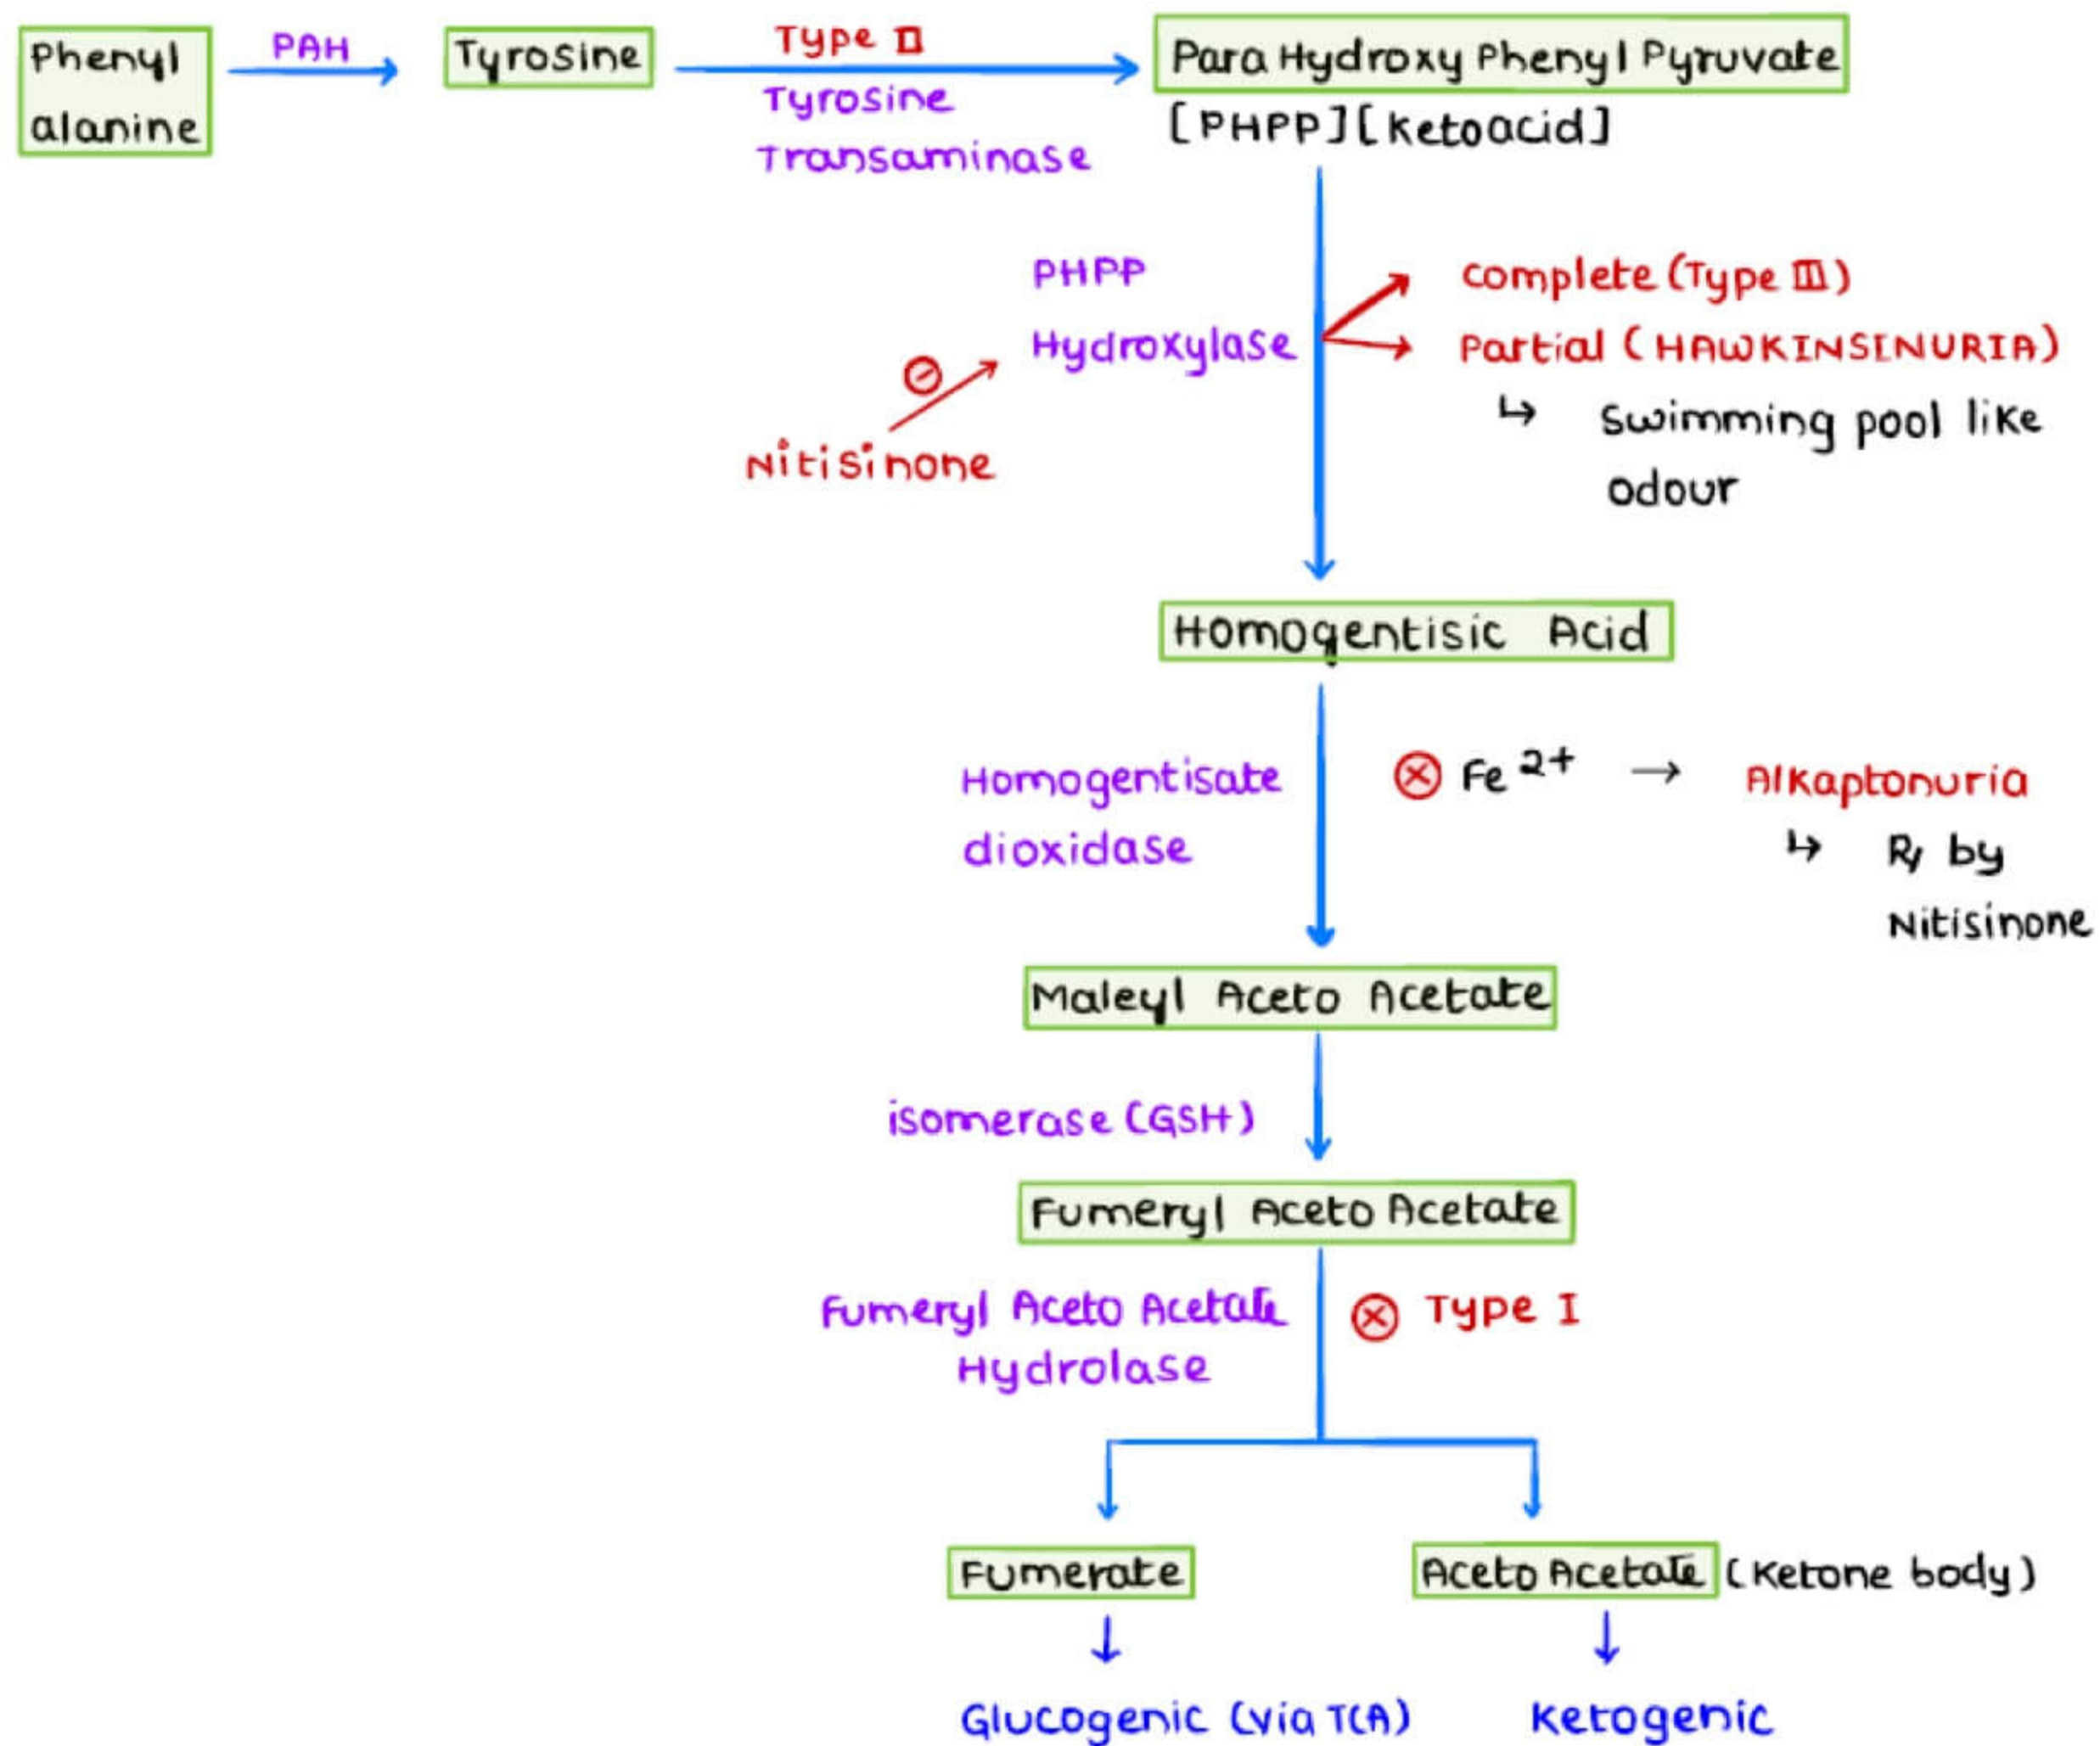 Phenyl
alanine
PAH
Tyrosine
Type II
Tyrosine
Transaminase
Para Hydroxy Phenyl Pyruvate
[PHPP][ketoacid]
PHPP
Hydroxylase
Complete (Type III)
Partial (HAWKINSINURIA)
↳ Swimming pool like
odour
⊖
Nitisinone
Homogentisic Acid
Homogentisate
dioxidase
⊗ Fe 2+ → Alkaptonuria
↳ Rx by
Nitisinone
Maleyl Aceto Acetate
isomerase (GSH)
Fumeryl Aceto Acetate
Fumeryl Aceto Acetate
Hydrolase
⊗ Type I
Fumerate
Aceto Acetate (Ketone body)
Glucogenic (via TCA)
Ketogenic